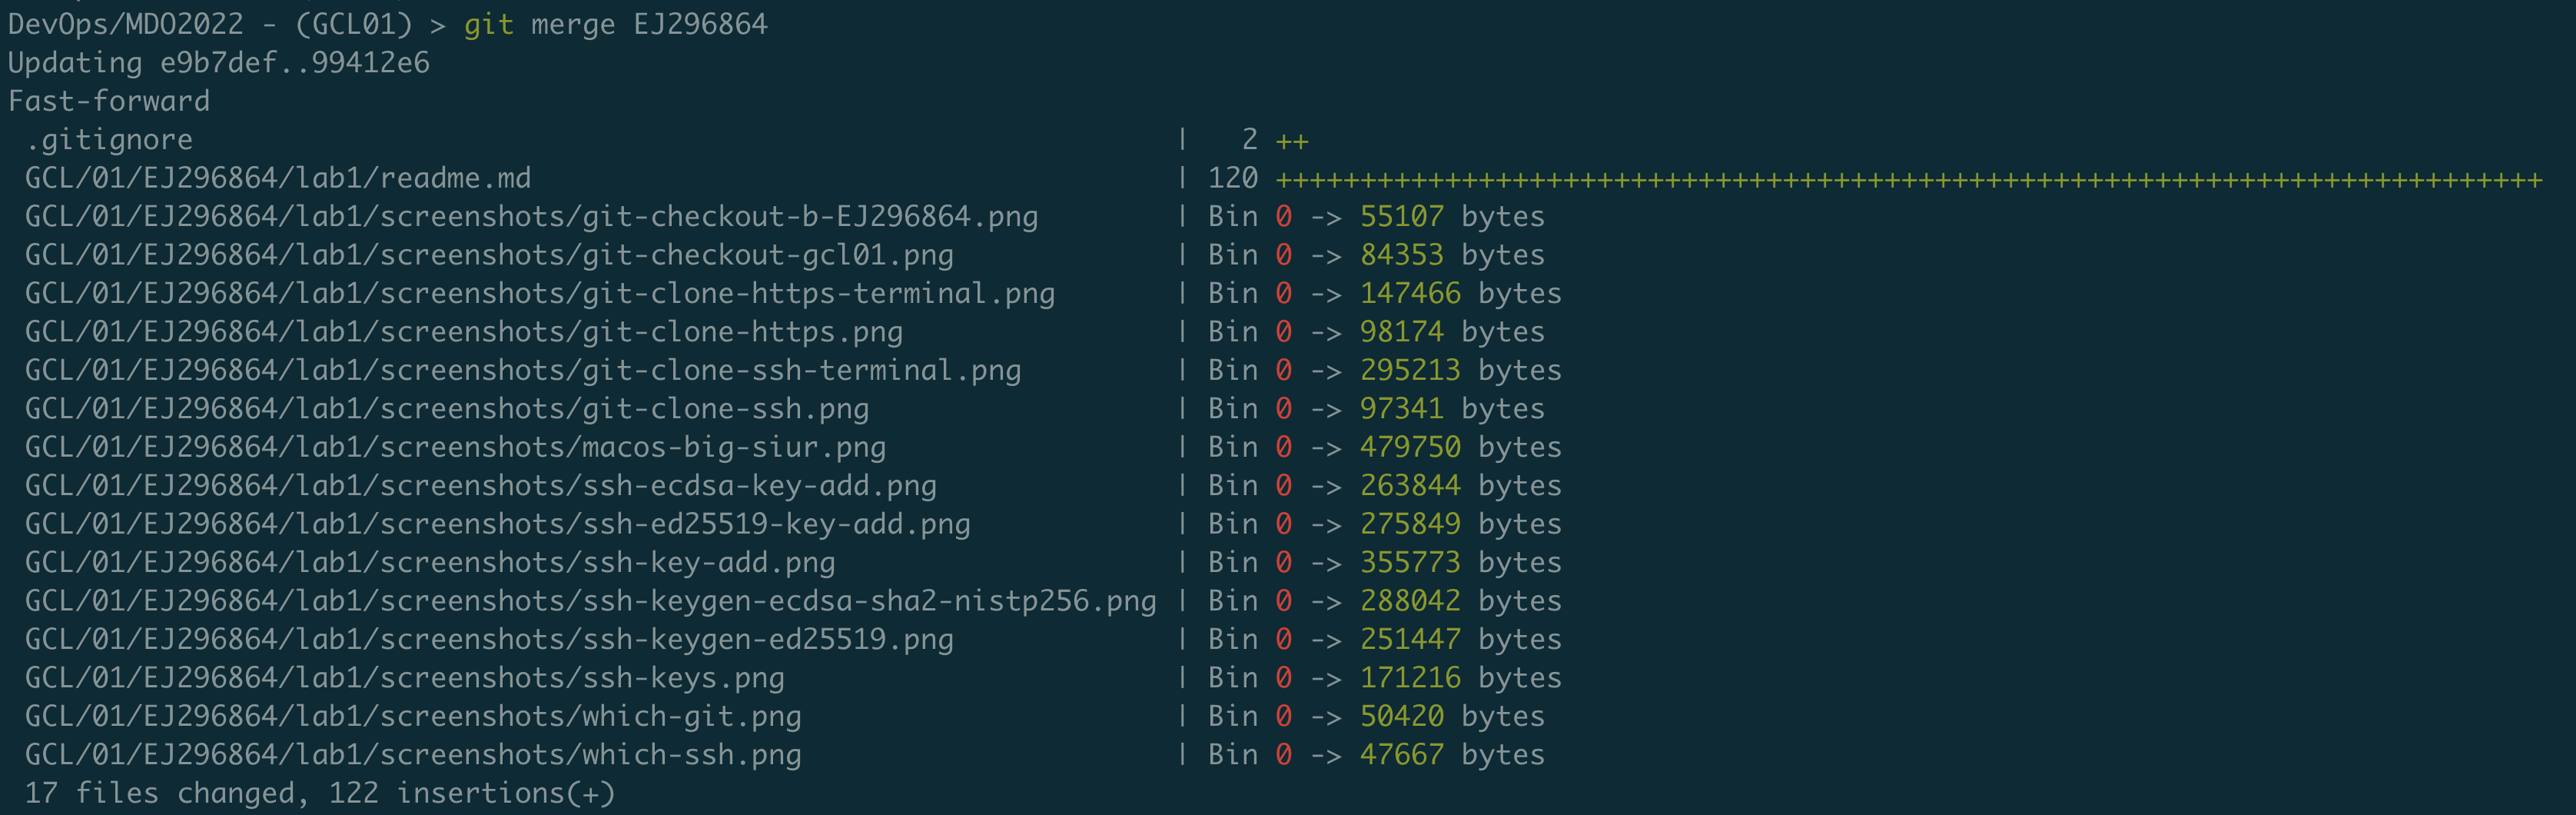 DevOps/MDO2022 - (GCL01) > git merge EJ296864
Updating e9b7def..99412e6
Fast-forward
 .gitignore                                                         |   2 ++
 GCL/01/EJ296864/lab1/readme.md                                     | 120 +++++++++++++++++++++++++++++++++++++++++++++++++++++++++++++++++++++++++++
 GCL/01/EJ296864/lab1/screenshots/git-checkout-b-EJ296864.png        | Bin 0 -> 55107 bytes
 GCL/01/EJ296864/lab1/screenshots/git-checkout-gcl01.png             | Bin 0 -> 84353 bytes
 GCL/01/EJ296864/lab1/screenshots/git-clone-https-terminal.png       | Bin 0 -> 147466 bytes
 GCL/01/EJ296864/lab1/screenshots/git-clone-https.png                | Bin 0 -> 98174 bytes
 GCL/01/EJ296864/lab1/screenshots/git-clone-ssh-terminal.png         | Bin 0 -> 295213 bytes
 GCL/01/EJ296864/lab1/screenshots/git-clone-ssh.png                  | Bin 0 -> 97341 bytes
 GCL/01/EJ296864/lab1/screenshots/macos-big-siur.png                 | Bin 0 -> 479750 bytes
 GCL/01/EJ296864/lab1/screenshots/ssh-ecdsa-key-add.png              | Bin 0 -> 263844 bytes
 GCL/01/EJ296864/lab1/screenshots/ssh-ed25519-key-add.png            | Bin 0 -> 275849 bytes
 GCL/01/EJ296864/lab1/screenshots/ssh-key-add.png                    | Bin 0 -> 355773 bytes
 GCL/01/EJ296864/lab1/screenshots/ssh-keygen-ecdsa-sha2-nistp256.png | Bin 0 -> 288042 bytes
 GCL/01/EJ296864/lab1/screenshots/ssh-keygen-ed25519.png             | Bin 0 -> 251447 bytes
 GCL/01/EJ296864/lab1/screenshots/ssh-keys.png                       | Bin 0 -> 171216 bytes
 GCL/01/EJ296864/lab1/screenshots/which-git.png                      | Bin 0 -> 50420 bytes
 GCL/01/EJ296864/lab1/screenshots/which-ssh.png                      | Bin 0 -> 47667 bytes
 17 files changed, 122 insertions(+)